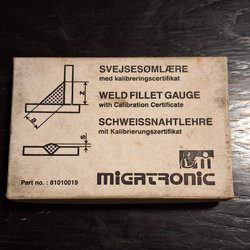 SVEJSESØMLÆRE
med kalibreringscertifikat
WELD FILLET GAUGE
with Calibration Certificate
SCHWEISSNAHTLEHRE
mit Kalibrierungszertifikat
z
a
s
MIGATRONIC
Part no.: 81010019